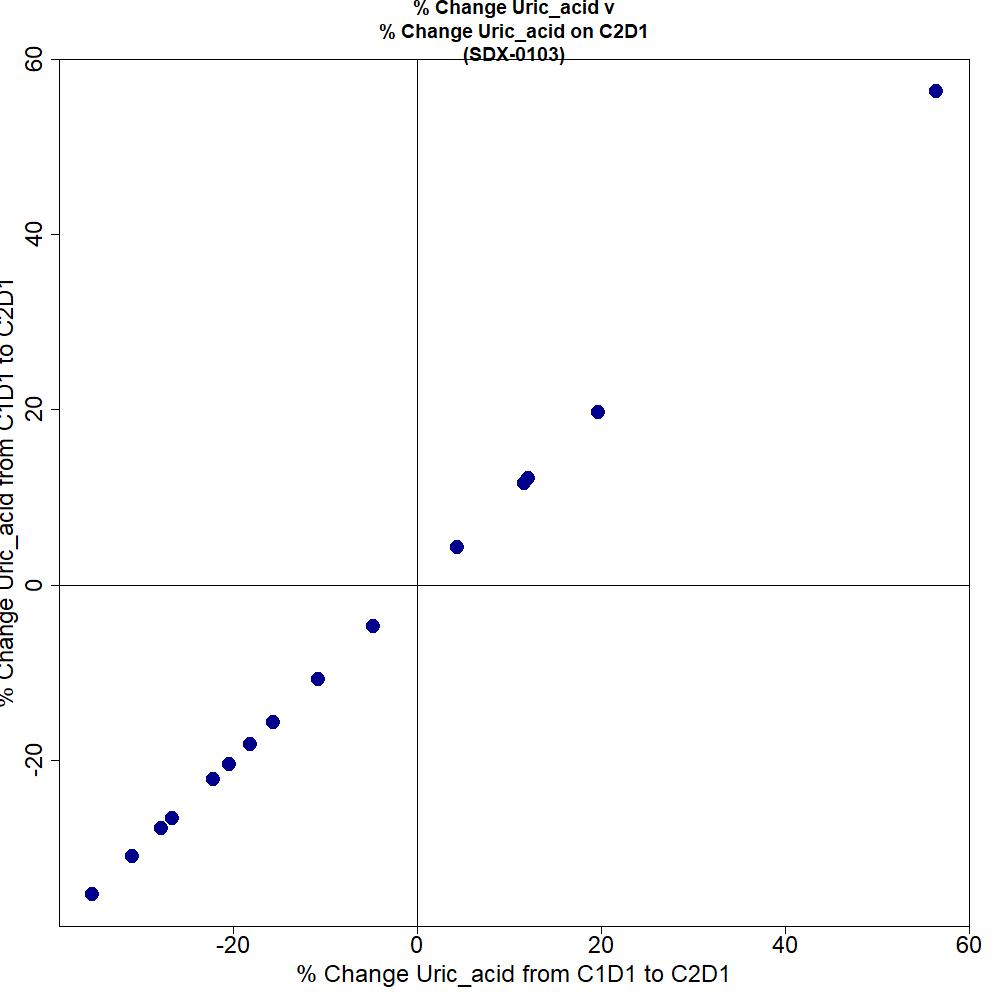 % Change Uric_acid v
% Change Uric_acid on C2D1
(SDX-0103)
60
40
20
0
-20
% Change Uric_acid from C1D1 to C2D1
-20
0
20
40
60
% Change Uric_acid from C1D1 to C2D1